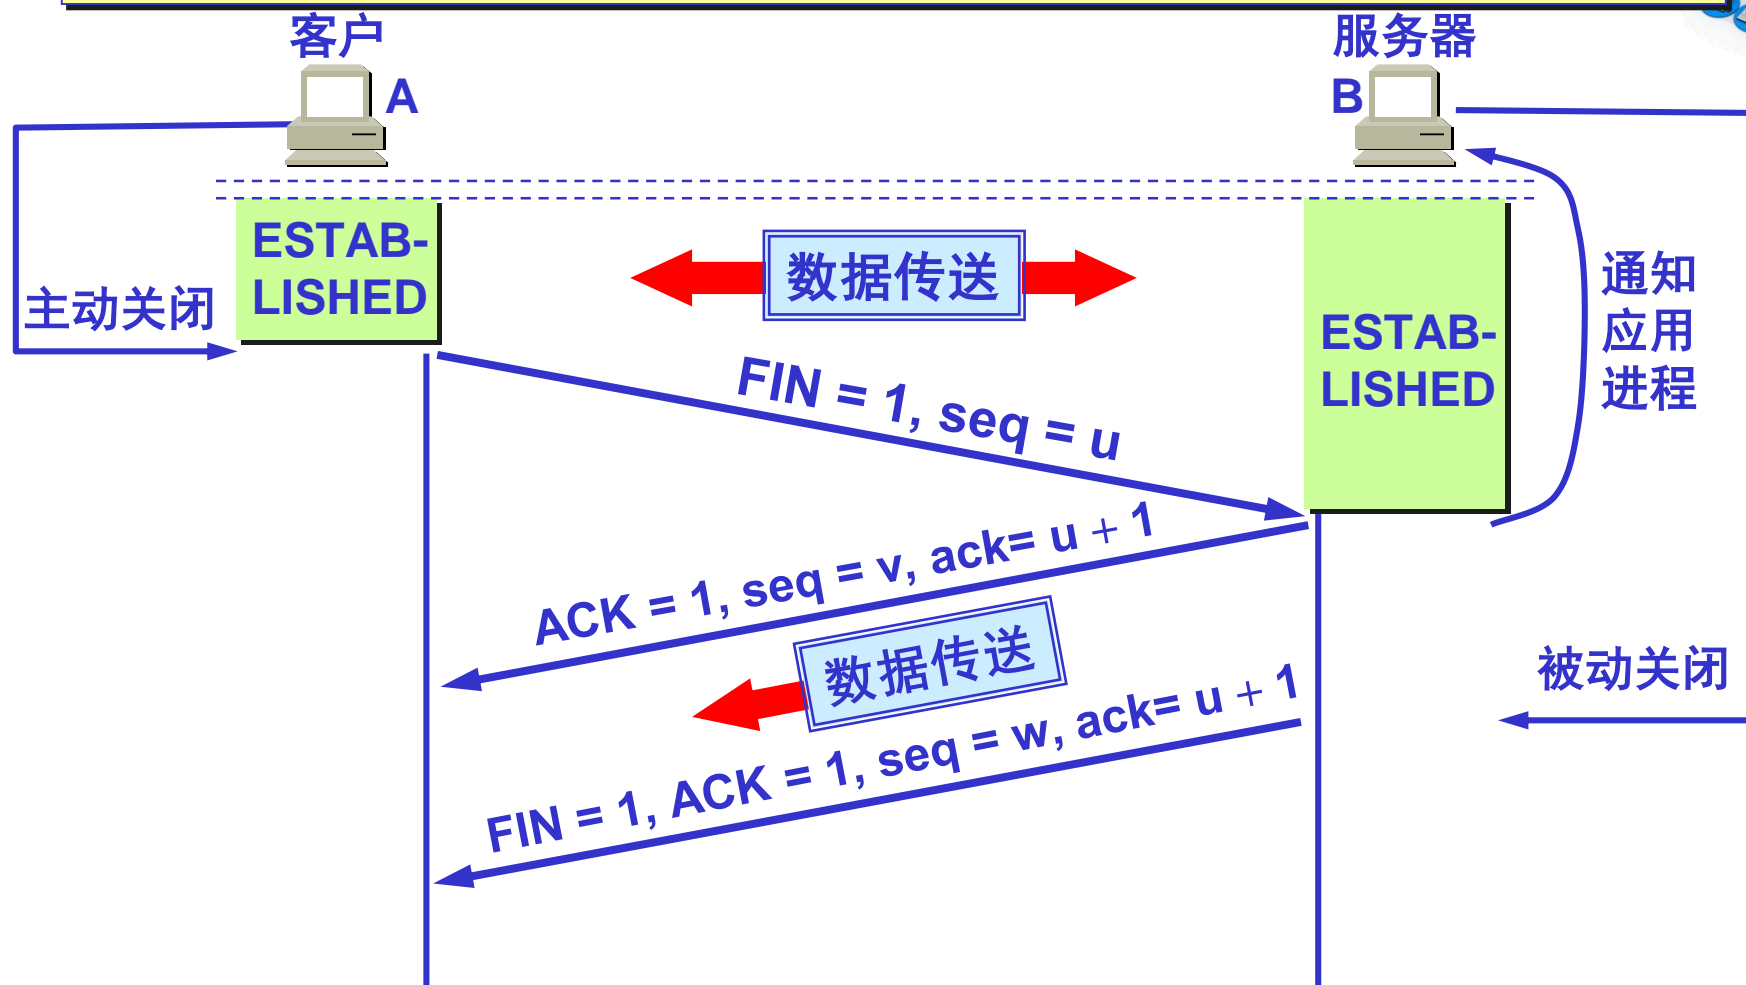 客户
服务器
A
B
ESTAB-
LISHED
数据传送
主动关闭
ESTAB-
LISHED
通知
应用
进程
FIN = 1, seq = u
ACK = 1, seq = v, ack= u + 1
数据传送
被动关闭
FIN = 1, ACK = 1, seq = w, ack= u + 1